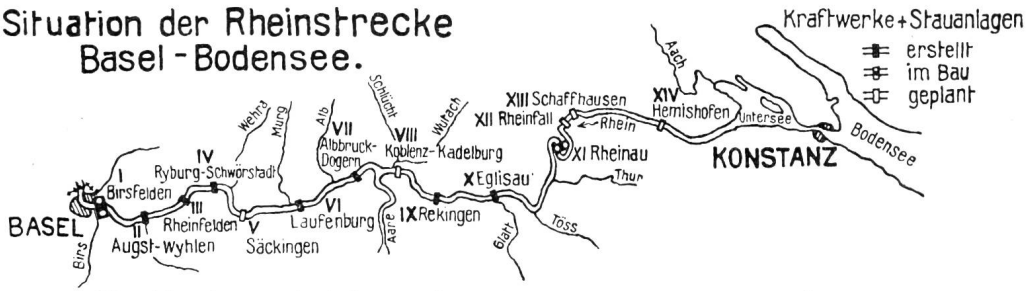 Situation der Rheinstrecke
Basel - Bodensee.
Kraftwerke + Stauanlagen
erstellt
im Bau
geplant
BASEL
Birs
I
Birsfelden
II
Augst-Wyhlen
III
Rheinfelden
IV
Ryburg-Schwörstadt
Wehra
V
Säckingen
Murg
VI
Laufenburg
Alb
VII
Albbruck-
Dogern
Schlücht
Aare
VIII
Koblenz-Kadelburg
Wutach
IX Rekingen
X Eglisau
Glatt
Töss
Thur
XI Rheinau
XII Rheinfall
Rhein
XIII Schaffhausen
XIV
Hemishofen
Aach
Untersee
KONSTANZ
Bodensee